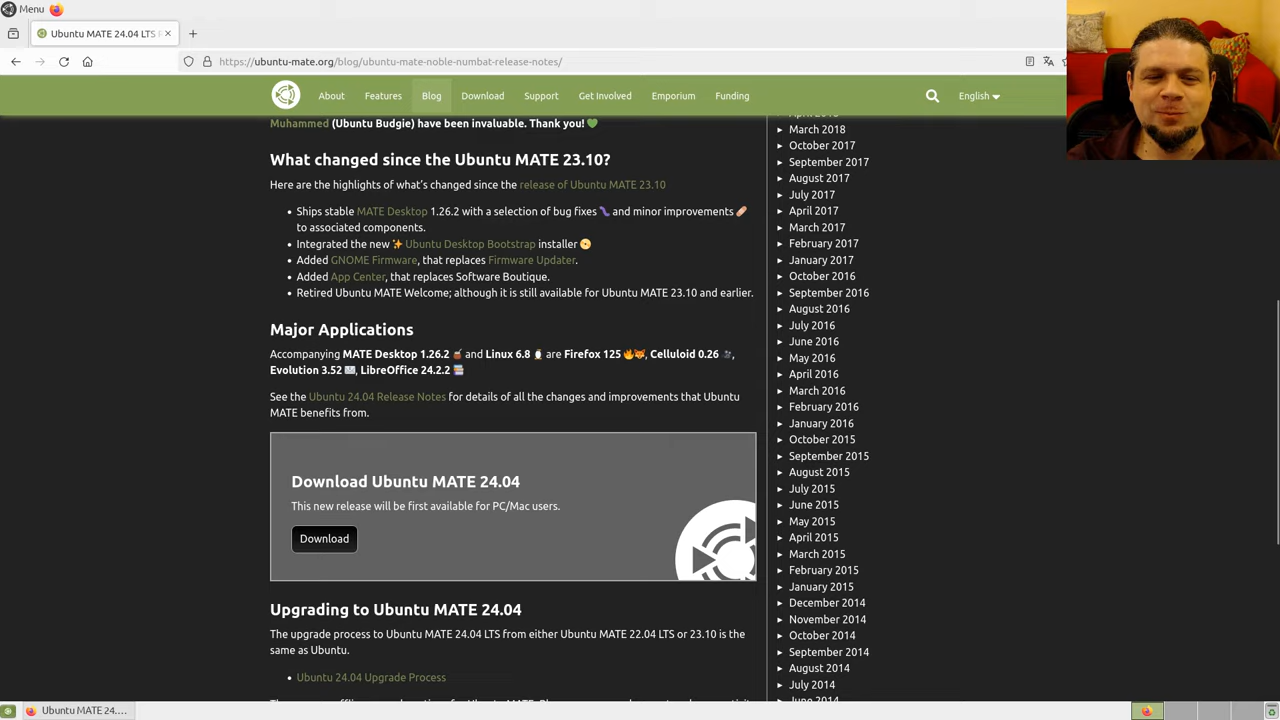 Menu
Ubuntu MATE 24.04 LTS R
https://ubuntu-mate.org/blog/ubuntu-mate-noble-numbat-release-notes/
About Features Blog Download Support Get Involved Emporium Funding English
Muhammed (Ubuntu Budgie) have been invaluable. Thank you! 💚
What changed since the Ubuntu MATE 23.10?
Here are the highlights of what's changed since the release of Ubuntu MATE 23.10
• Ships stable MATE Desktop 1.26.2 with a selection of bug fixes 🐛 and minor improvements 🩹
to associated components.
• Integrated the new ✨ Ubuntu Desktop Bootstrap installer 📀
• Added GNOME Firmware, that replaces Firmware Updater.
• Added App Center, that replaces Software Boutique.
• Retired Ubuntu MATE Welcome; although it is still available for Ubuntu MATE 23.10 and earlier.
Major Applications
Accompanying MATE Desktop 1.26.2 🧉 and Linux 6.8 🐧 are Firefox 125 🔥🦊, Celluloid 0.26 🎥,
Evolution 3.52 📧, LibreOffice 24.2.2 📚
See the Ubuntu 24.04 Release Notes for details of all the changes and improvements that Ubuntu
MATE benefits from.
Download Ubuntu MATE 24.04
This new release will be first available for PC/Mac users.
Download
Upgrading to Ubuntu MATE 24.04
The upgrade process to Ubuntu MATE 24.04 LTS from either Ubuntu MATE 22.04 LTS or 23.10 is the
same as Ubuntu.
• Ubuntu 24.04 Upgrade Process
March 2018
October 2017
September 2017
August 2017
July 2017
April 2017
March 2017
February 2017
January 2017
October 2016
September 2016
August 2016
July 2016
June 2016
May 2016
April 2016
March 2016
February 2016
January 2016
October 2015
September 2015
August 2015
July 2015
June 2015
May 2015
April 2015
March 2015
February 2015
January 2015
December 2014
November 2014
October 2014
September 2014
August 2014
July 2014
Ubuntu MATE 24....